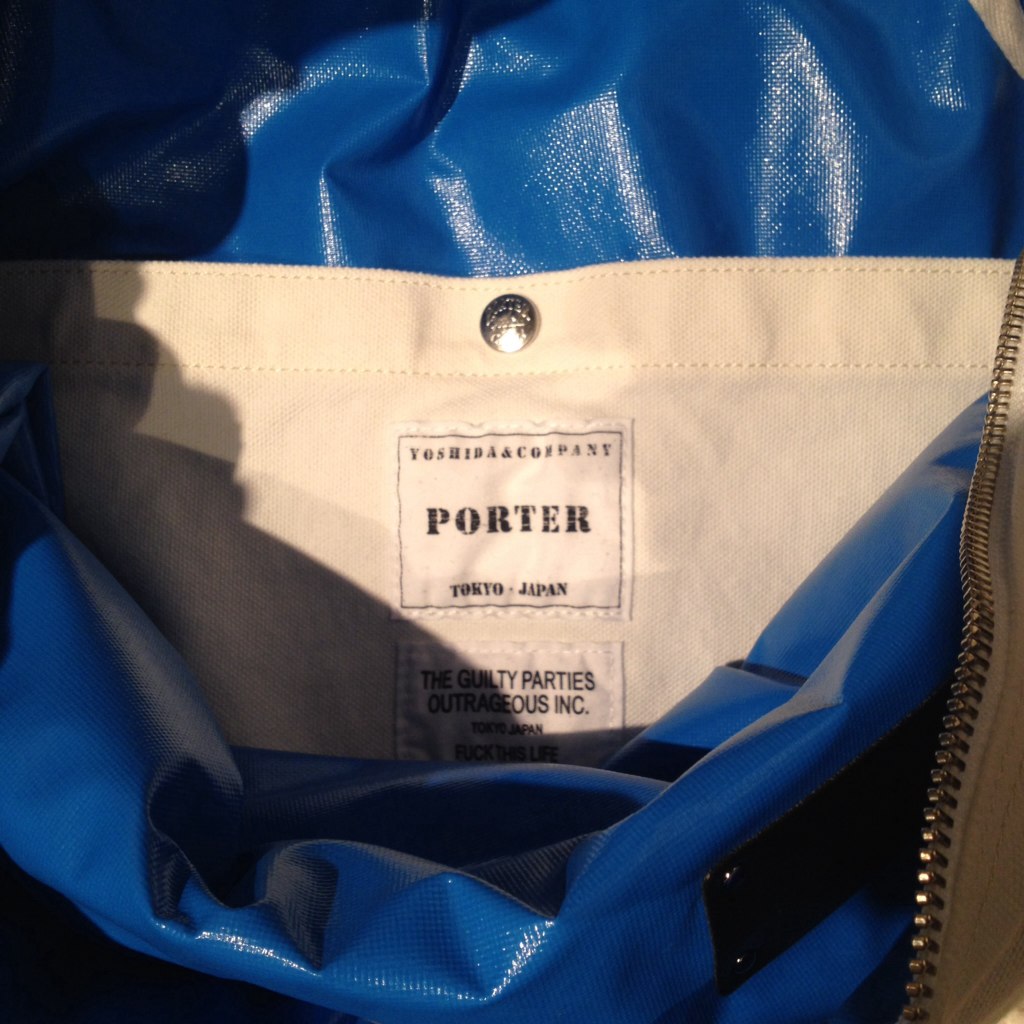 YOSHIDA&COMPANY
PORTER
TOKYO · JAPAN
THE GUILTY PARTIES
OUTRAGEOUS INC.
TOKYO JAPAN
FUCK THIS LIFE